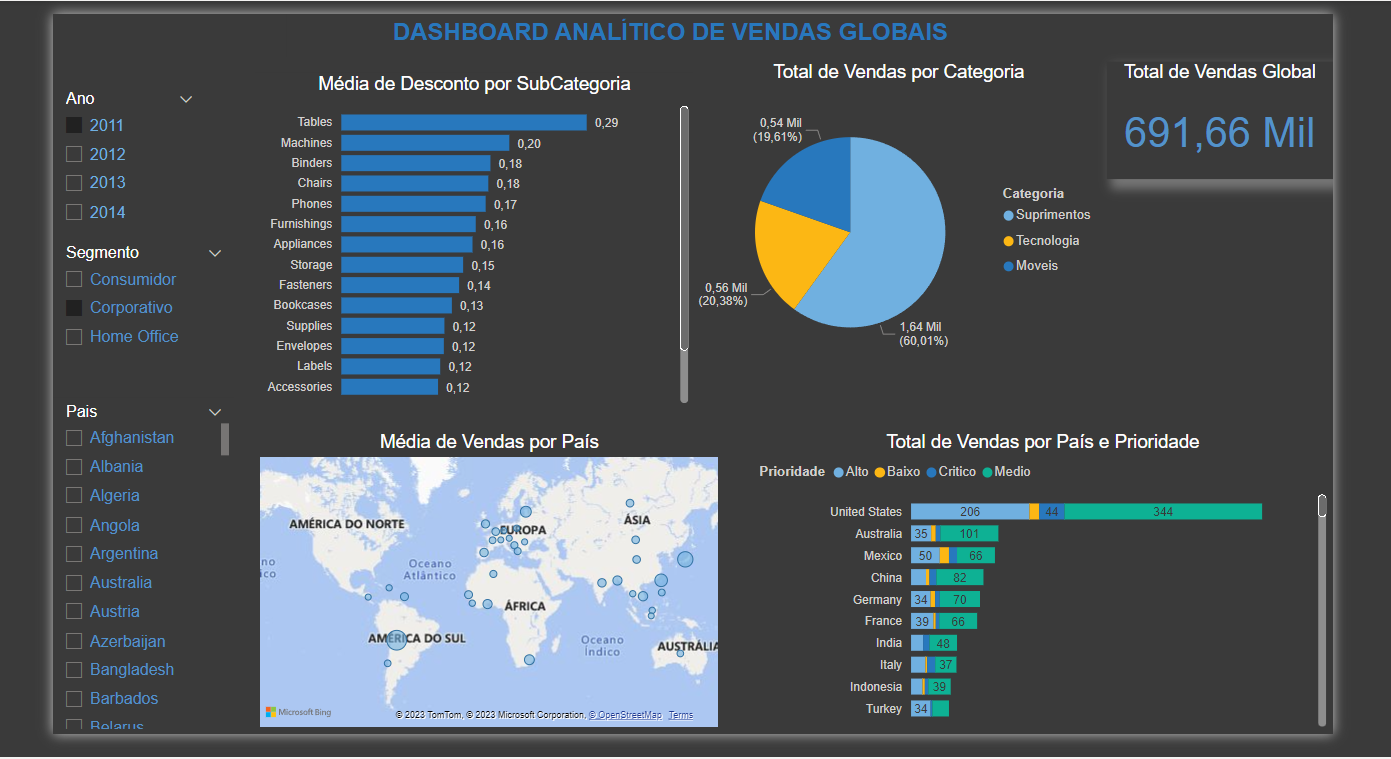 DASHBOARD ANALÍTICO DE VENDAS GLOBAIS
Ano
2011
2012
2013
2014
Segmento
Consumidor
Corporativo
Home Office
Pais
Afghanistan
Albania
Algeria
Angola
Argentina
Australia
Austria
Azerbaijan
Bangladesh
Barbados
Belarus
Média de Desconto por SubCategoria
Tables 0,29
Machines 0,20
Binders 0,18
Chairs 0,18
Phones 0,17
Furnishings 0,16
Appliances 0,16
Storage 0,15
Fasteners 0,14
Bookcases 0,13
Supplies 0,12
Envelopes 0,12
Labels 0,12
Accessories 0,12
Total de Vendas por Categoria
0,54 Mil
(19,61%)
0,56 Mil
(20,38%)
1,64 Mil
(60,01%)
Categoria
Suprimentos
Tecnologia
Moveis
Total de Vendas Global
691,66 Mil
Média de Vendas por País
AMÉRICA DO NORTE
EUROPA
ÁSIA
Oceano
Atlântico
ÁFRICA
AMÉRICA DO SUL
Oceano
Índico
AUSTRÁLIA
Microsoft Bing
© 2023 TomTom, © 2023 Microsoft Corporation, © OpenStreetMap Terms
Total de Vendas por País e Prioridade
Prioridade Alto Baixo Critico Medio
United States 206 44 344
Australia 35 101
Mexico 50 66
China 82
Germany 34 70
France 39 66
India 48
Italy 37
Indonesia 39
Turkey 34